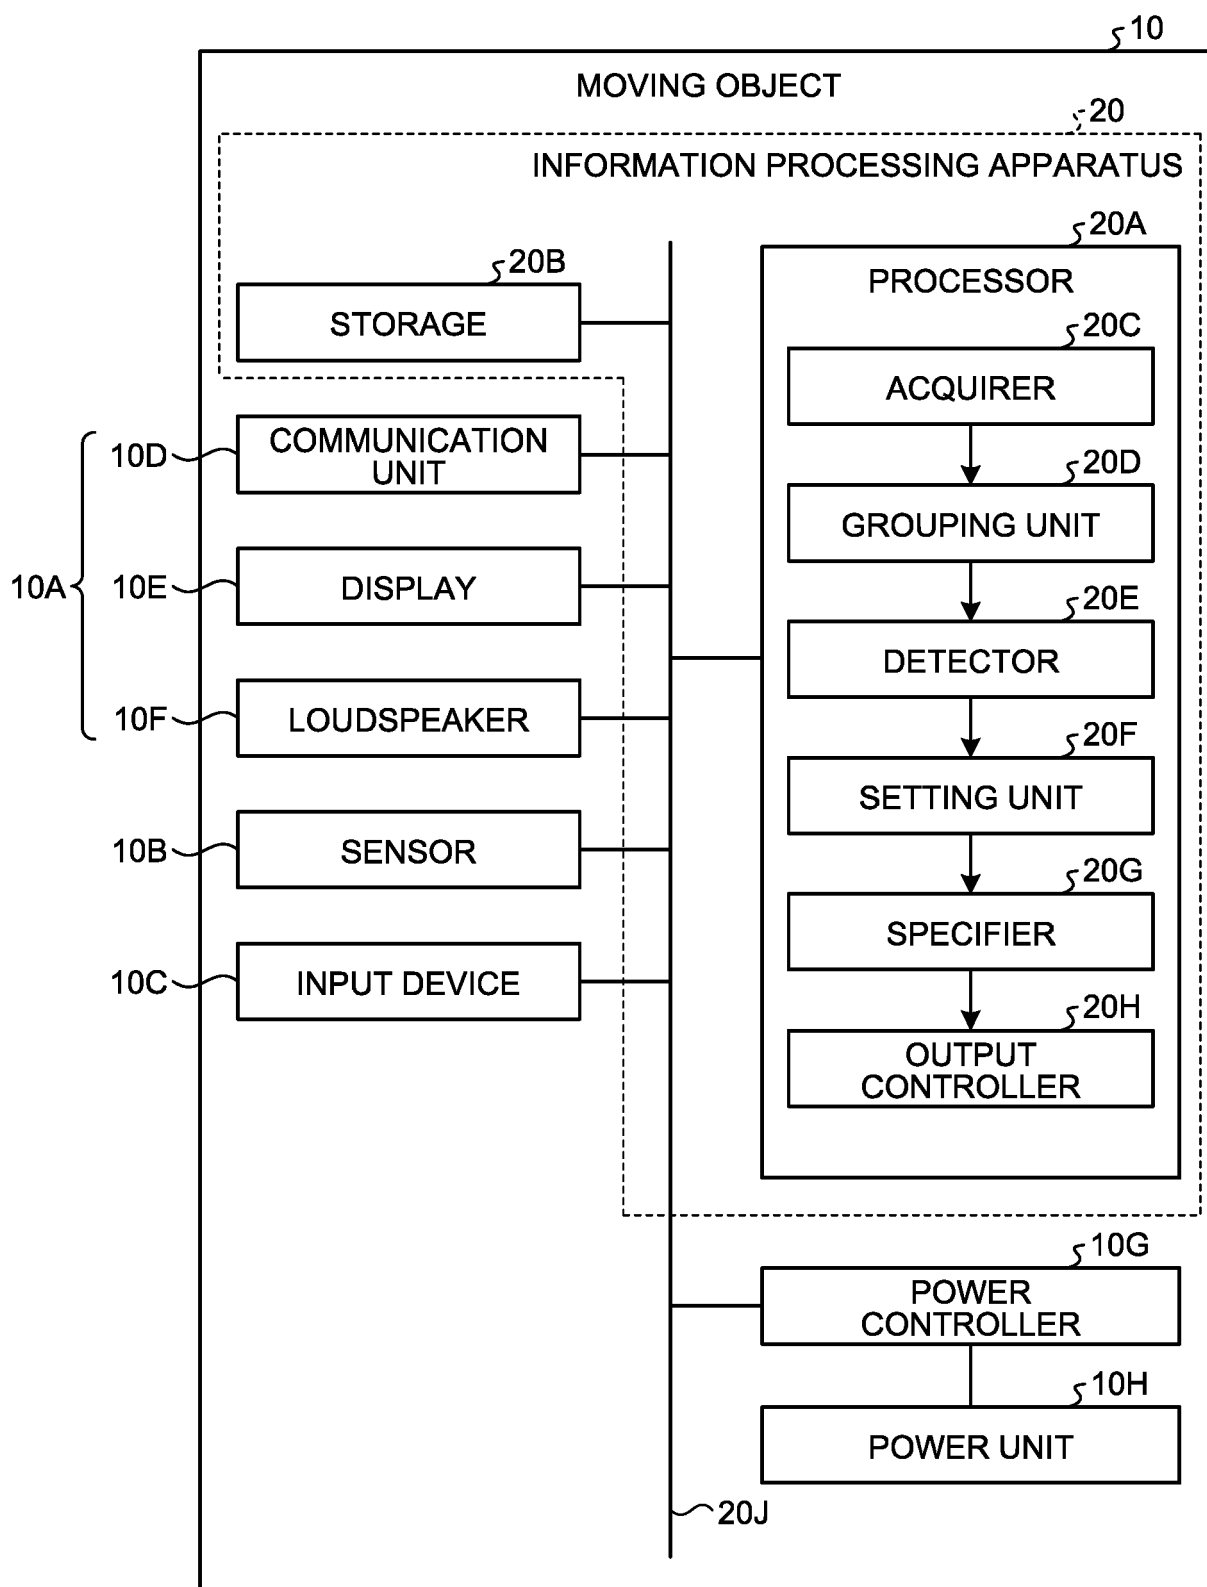 10
MOVING OBJECT
20
INFORMATION PROCESSING APPARATUS
20A
PROCESSOR
20B
STORAGE
20C
ACQUIRER
10A
10D
COMMUNICATION
UNIT
20D
GROUPING UNIT
10E
DISPLAY
20E
DETECTOR
10F
LOUDSPEAKER
20F
SETTING UNIT
10B
SENSOR
20G
SPECIFIER
10C
INPUT DEVICE
20H
OUTPUT
CONTROLLER
10G
POWER
CONTROLLER
10H
POWER UNIT
20J